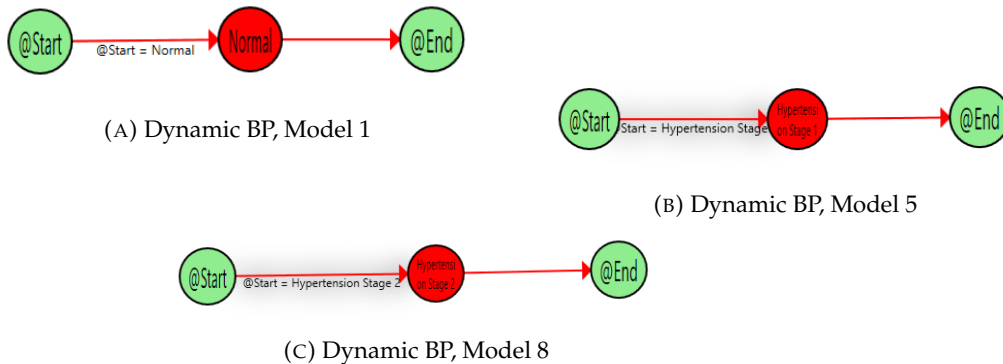 @Start
@Start = Normal
Normal
@End
(A) Dynamic BP, Model 1
@Start
Start = Hypertension Stage
Hypertensi
on Stage 1
@End
(B) Dynamic BP, Model 5
@Start
@Start = Hypertension Stage 2
Hypertensi
on Stage 2
@End
(C) Dynamic BP, Model 8